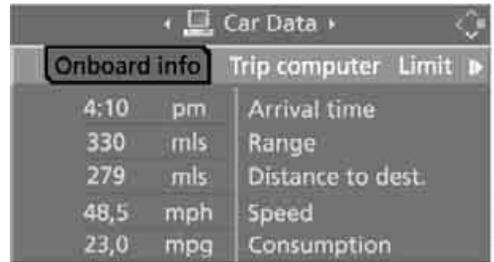 Car Data
Onboard info Trip computer Limit
4:10 pm Arrival time
330 mls Range
279 mls Distance to dest.
48,5 mph Speed
23,0 mpg Consumption